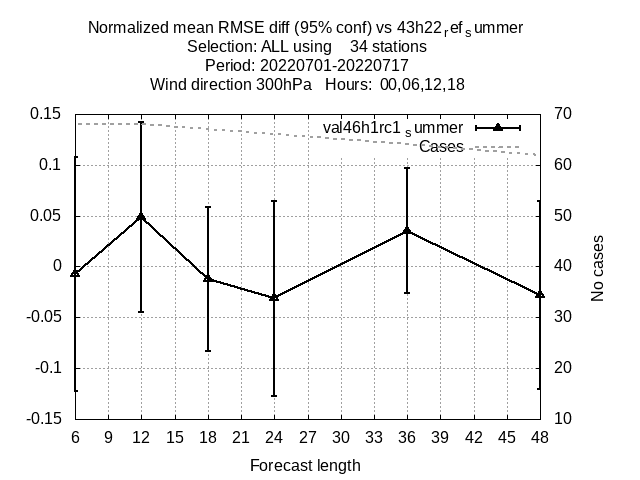 Normalized mean RMSE diff (95% conf) vs 43h22refsummer
Selection: ALL using 34 stations
Period: 20220701-20220717
Wind direction 300hPa Hours: 00,06,12,18
0.15 70
val46h1rc1summer
Cases
0.1 60
0.05 50
0 40
-0.05 30
-0.1 20
-0.15 10
No cases
6 9 12 15 18 21 24 27 30 33 36 39 42 45 48
Forecast length